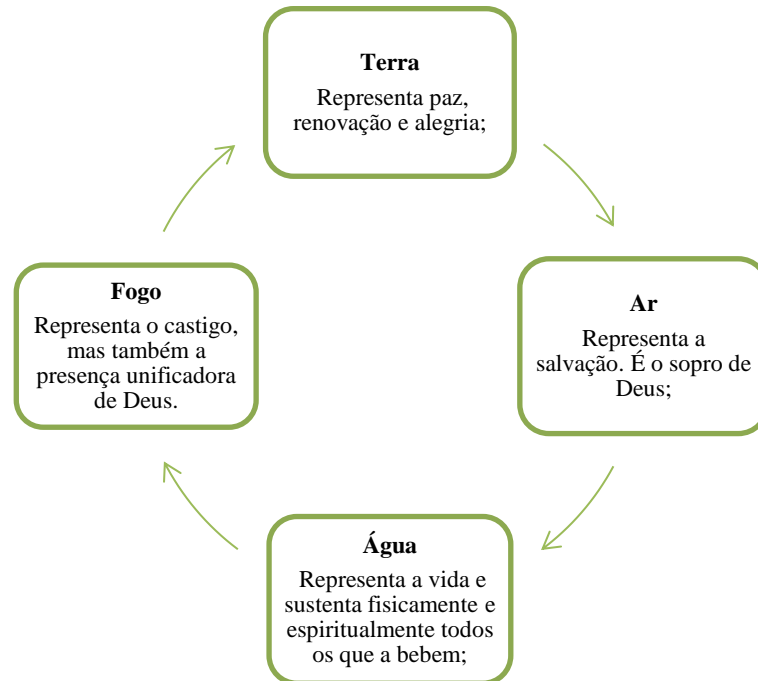 Terra
Representa paz,
renovação e alegria;
Ar
Representa a
salvação. É o sopro de
Deus;
Água
Representa a vida e
sustenta fisicamente e
espiritualmente todos
os que a bebem;
Fogo
Representa o castigo,
mas também a
presença unificadora
de Deus.